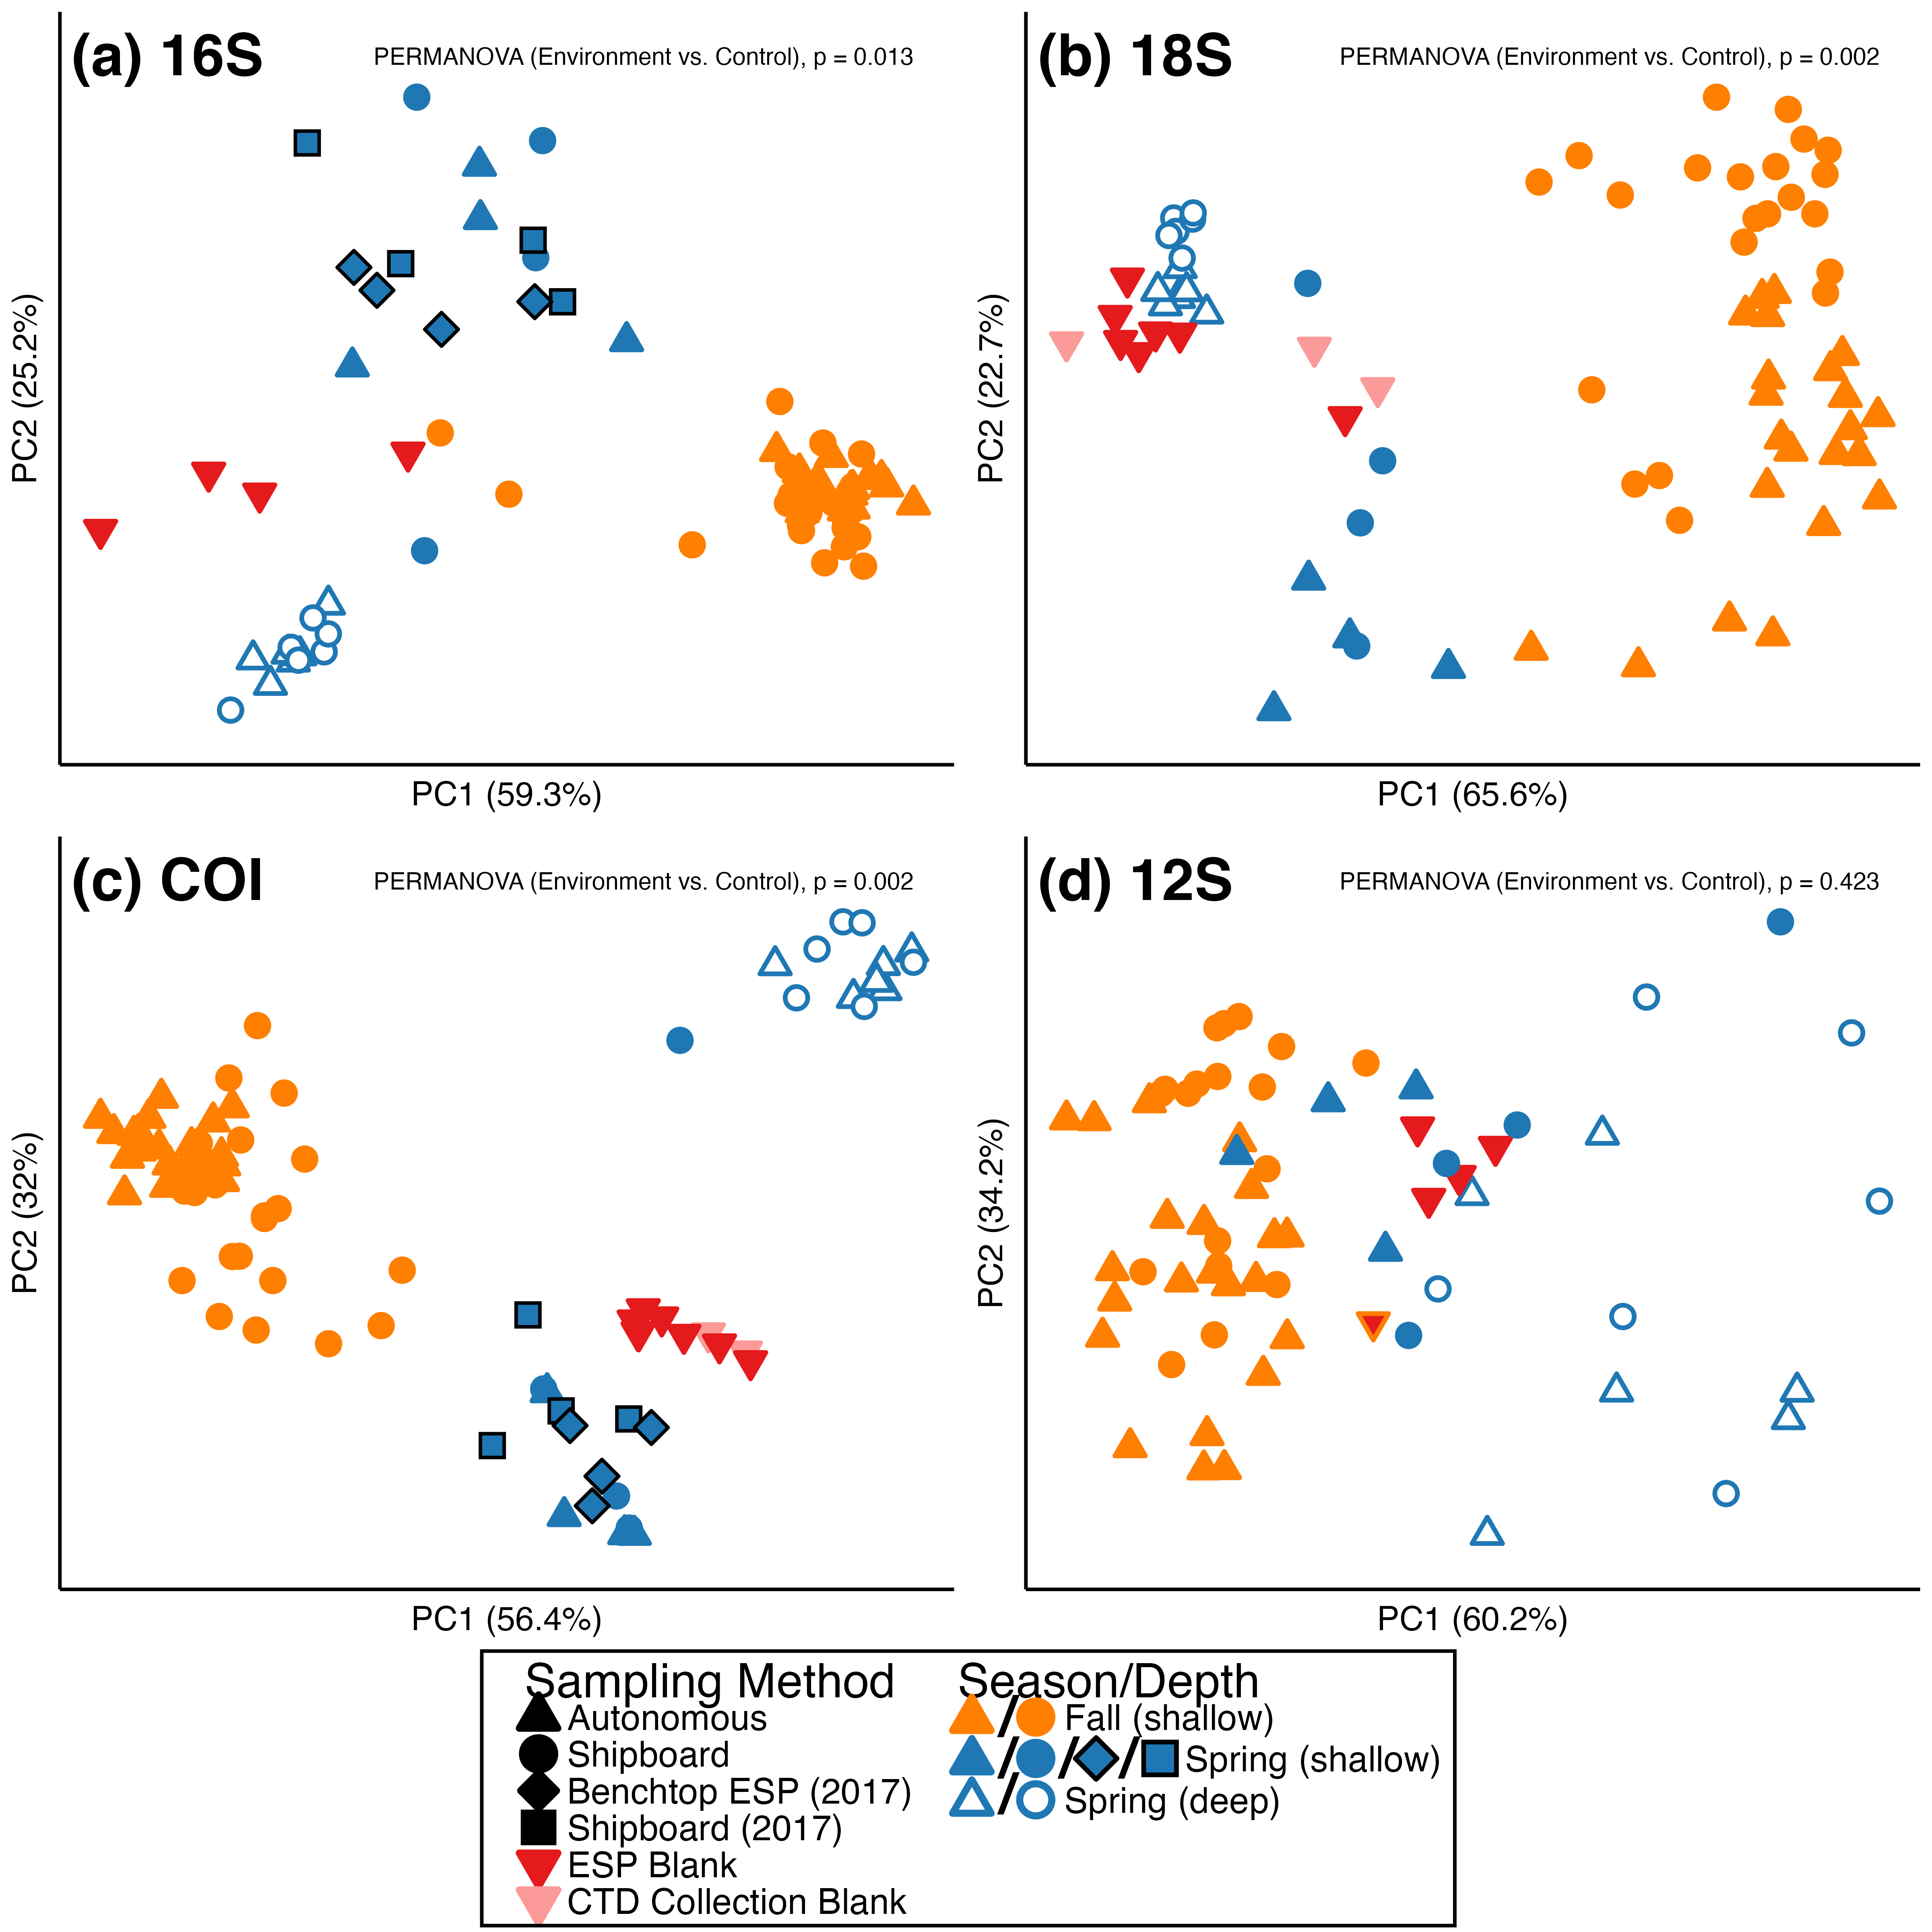 (a) 16S
PERMANOVA (Environment vs. Control), p = 0.013
PC2 (25.2%)
PC1 (59.3%)
(b) 18S
PERMANOVA (Environment vs. Control), p = 0.002
PC2 (22.7%)
PC1 (65.6%)
(c) COI
PERMANOVA (Environment vs. Control), p = 0.002
PC2 (32%)
PC1 (56.4%)
(d) 12S
PERMANOVA (Environment vs. Control), p = 0.423
PC2 (34.2%)
PC1 (60.2%)
Sampling Method
Autonomous
Shipboard
Benchtop ESP (2017)
Shipboard (2017)
ESP Blank
CTD Collection Blank
Season/Depth
/ Fall (shallow)
/ / / Spring (shallow)
/ Spring (deep)